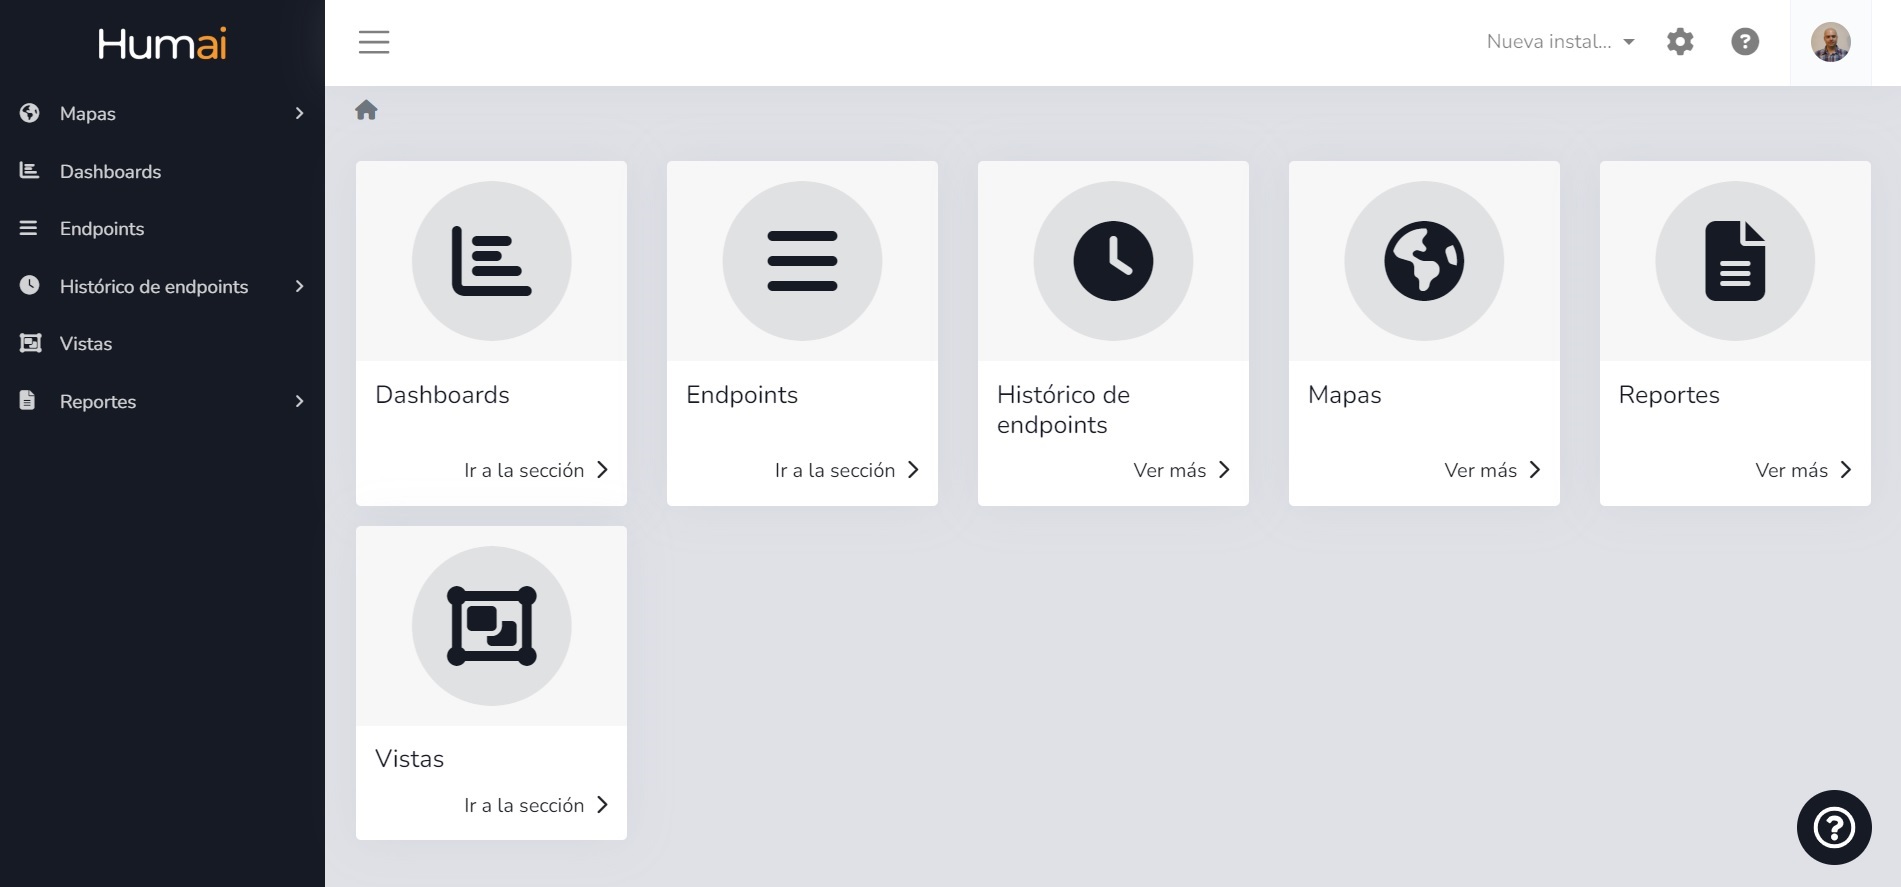 Humai
Nueva instal...
Mapas
Dashboards
Endpoints
Histórico de endpoints
Vistas
Reportes
Dashboards
Ir a la sección
Endpoints
Ir a la sección
Histórico de
endpoints
Ver más
Mapas
Ver más
Reportes
Ver más
Vistas
Ir a la sección